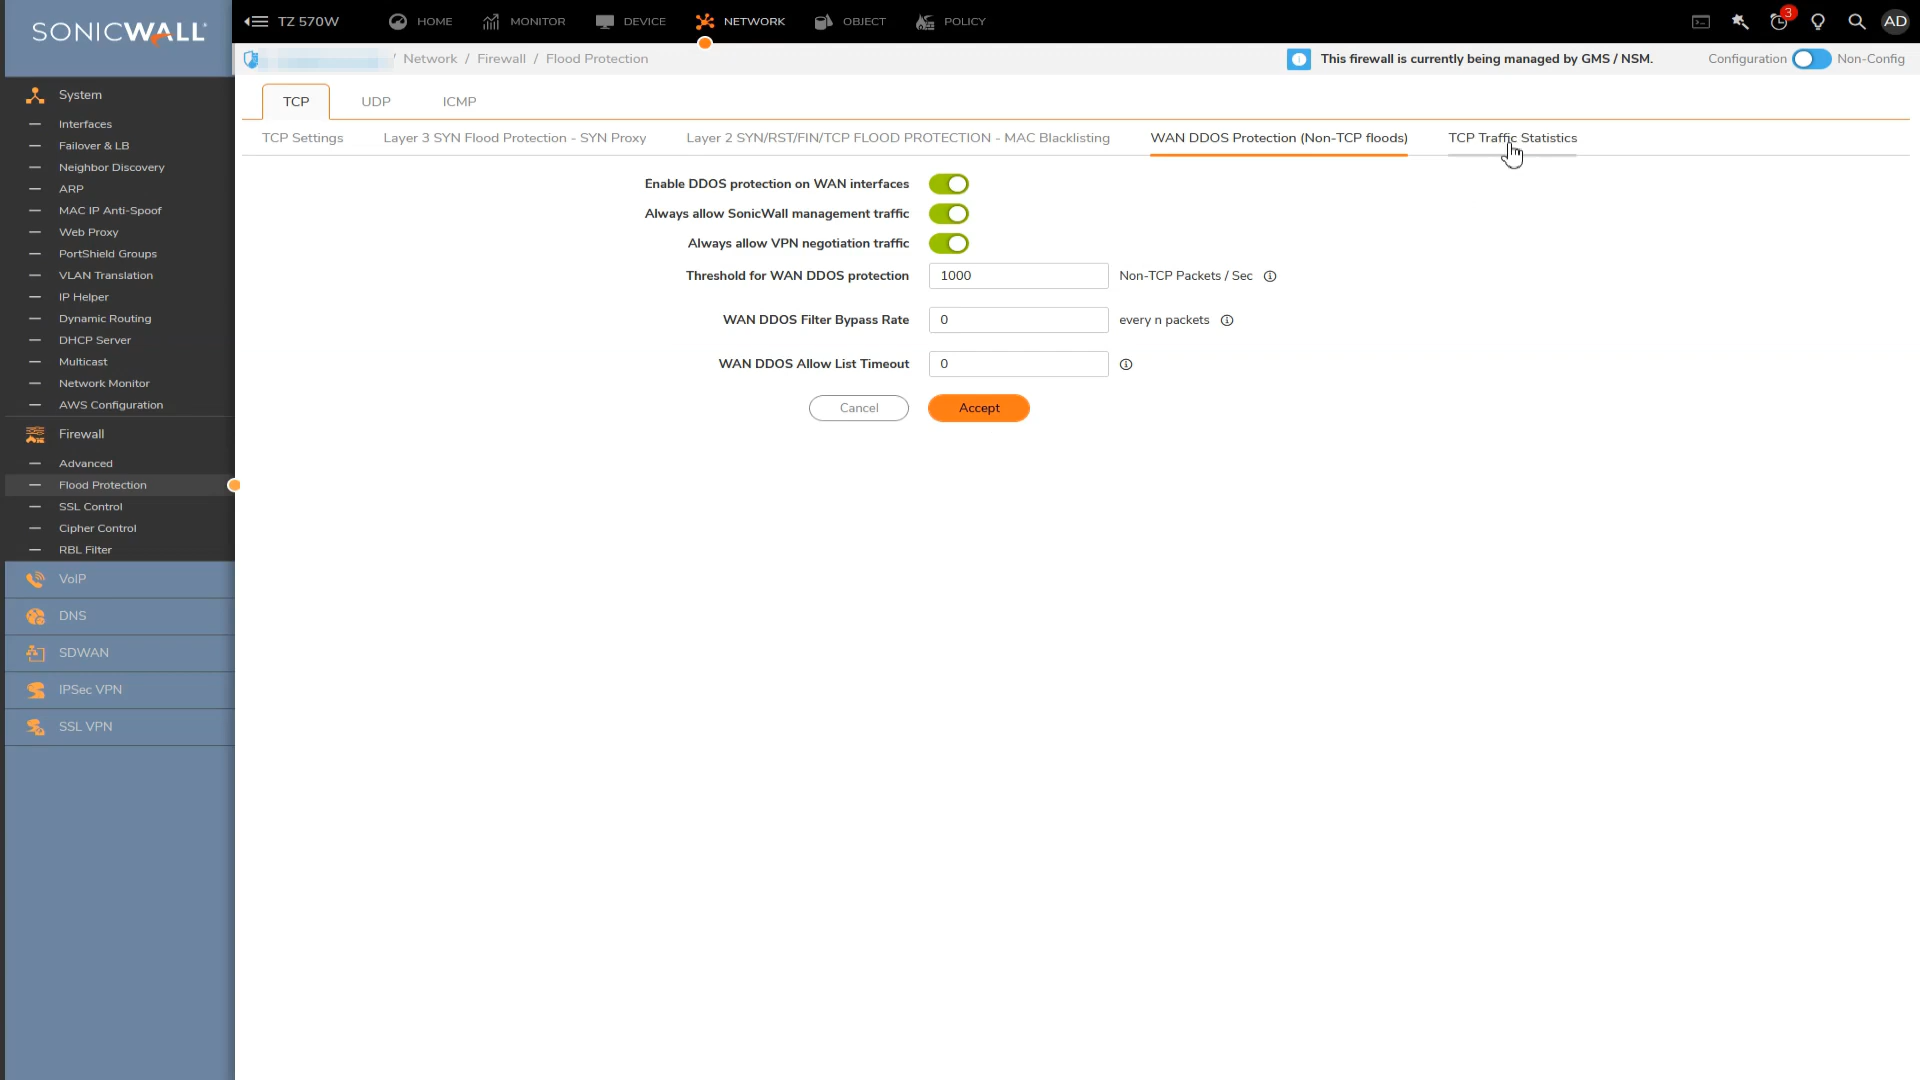 SONICWALL
TZ 570W
HOME
MONITOR
DEVICE
NETWORK
OBJECT
POLICY
3
AD
/ Network / Firewall / Flood Protection
This firewall is currently being managed by GMS / NSM.
Configuration
Non-Config
System
Interfaces
Failover & LB
Neighbor Discovery
ARP
MAC IP Anti-Spoof
Web Proxy
PortShield Groups
VLAN Translation
IP Helper
Dynamic Routing
DHCP Server
Multicast
Network Monitor
AWS Configuration
Firewall
Advanced
Flood Protection
SSL Control
Cipher Control
RBL Filter
VoIP
DNS
SDWAN
IPSec VPN
SSL VPN
TCP
UDP
ICMP
TCP Settings
Layer 3 SYN Flood Protection - SYN Proxy
Layer 2 SYN/RST/FIN/TCP FLOOD PROTECTION - MAC Blacklisting
WAN DDOS Protection (Non-TCP floods)
TCP Traffic Statistics
Enable DDOS protection on WAN interfaces
Always allow SonicWall management traffic
Always allow VPN negotiation traffic
Threshold for WAN DDOS protection 1000 Non-TCP Packets / Sec
WAN DDOS Filter Bypass Rate 0 every n packets
WAN DDOS Allow List Timeout 0
Cancel
Accept